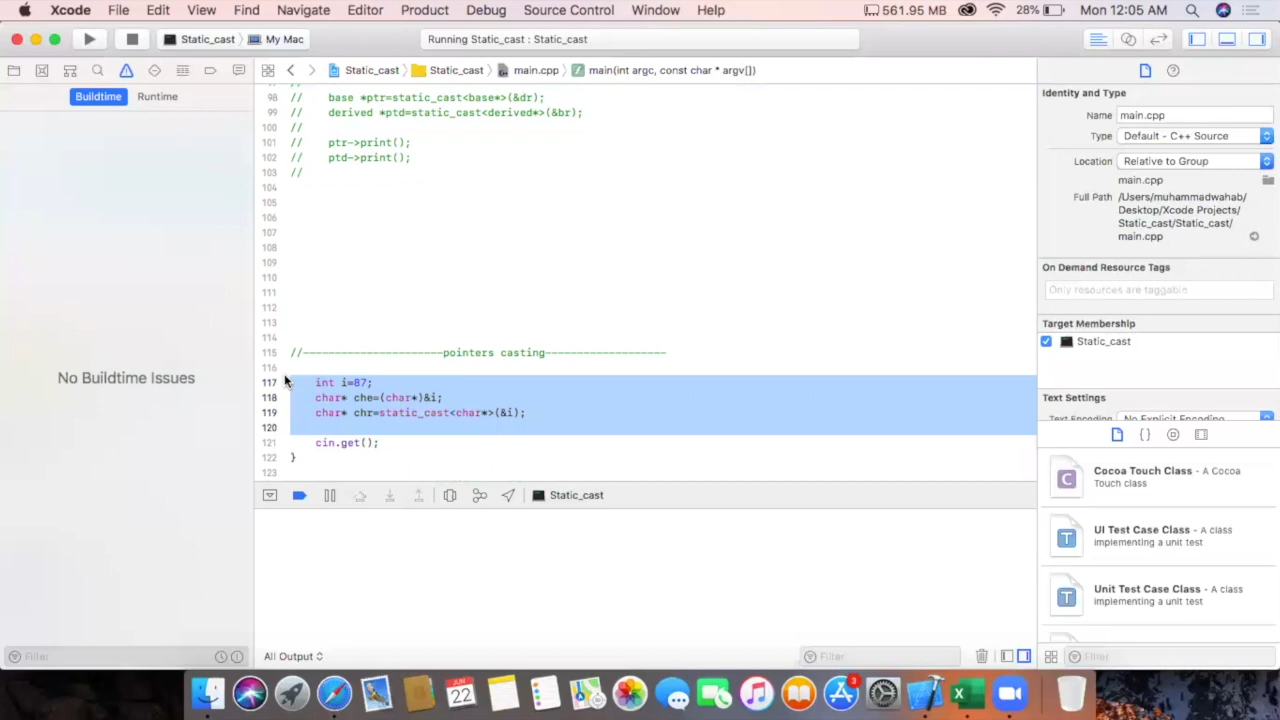 Xcode File Edit View Find Navigate Editor Product Debug Source Control Window Help 561.95 MB 28% Mon 12:05 AM
Static_cast My Mac Running Static_cast : Static_cast
Static_cast Static_cast main.cpp main(int argc, const char * argv[])
Buildtime Runtime
No Buildtime Issues
Filter
98 // base *ptr=static_cast<base*>(&dr);
99 // derived *ptd=static_cast<derived*>(&br);
100 //
101 // ptr->print();
102 // ptd->print();
103 //
104
105
106
107
108
109
110
111
112
113
114
115 //----------------------pointers casting-------------------
116
117 int i=87;
118 char* che=(char*)&i;
119 char* chr=static_cast<char*>(&i);
120
121 cin.get();
122 }
123
Static_cast
All Output
Filter
Identity and Type
Name main.cpp
Type Default - C++ Source
Location Relative to Group
main.cpp
Full Path /Users/muhammadwahab/
Desktop/Xcode Projects/
Static_cast/Static_cast/
main.cpp
On Demand Resource Tags
Only resources are taggable
Target Membership
Static_cast
Text Settings
Text Encoding No Explicit Encoding
{ }
C
Cocoa Touch Class - A Cocoa
Touch class
T
UI Test Case Class - A class
implementing a unit test
T
Unit Test Case Class - A class
implementing a unit test
Filter
JUN
22
3